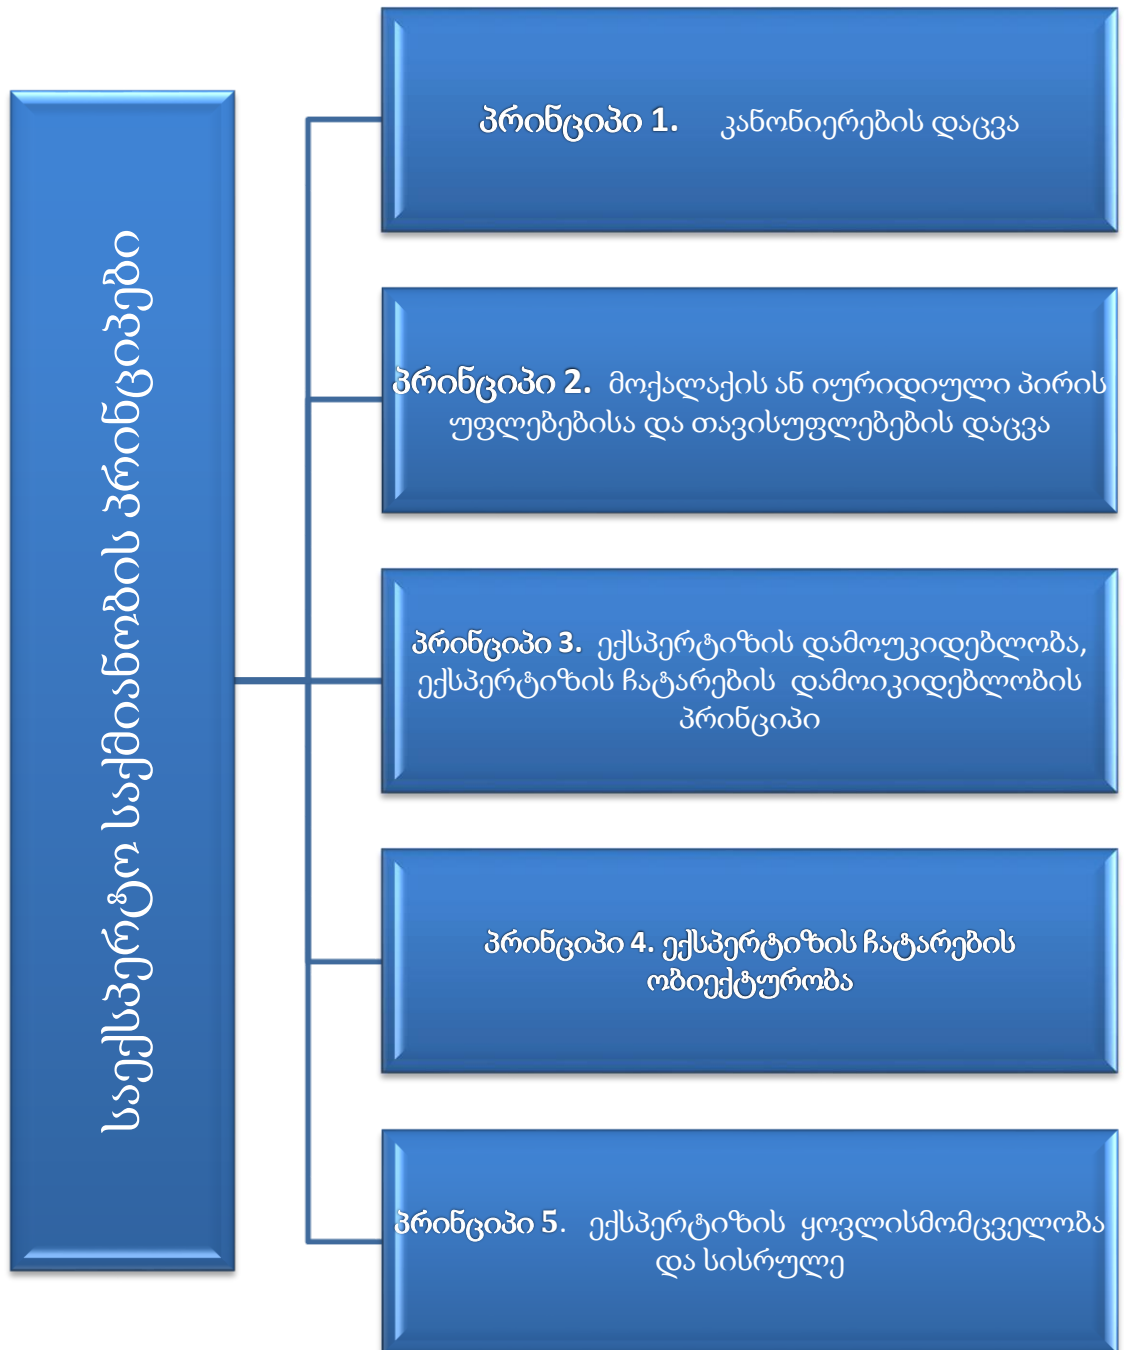 საექსპერტო საქმიანობის პრინციპები
პრინციპი 1. კანონიერების დაცვა
პრინციპი 2. მოქალაქის ან იურიდიული პირის
უფლებებისა და თავისუფლებების დაცვა
პრინციპი 3. ექსპერტიზის დამოუკიდებლობა,
ექსპერტიზის ჩატარების დამოიკიდებლობის
პრინციპი
პრინციპი 4. ექსპერტიზის ჩატარების
ობიექტურობა
პრინციპი 5. ექსპერტიზის ყოვლისმომცველობა
და სისრულე